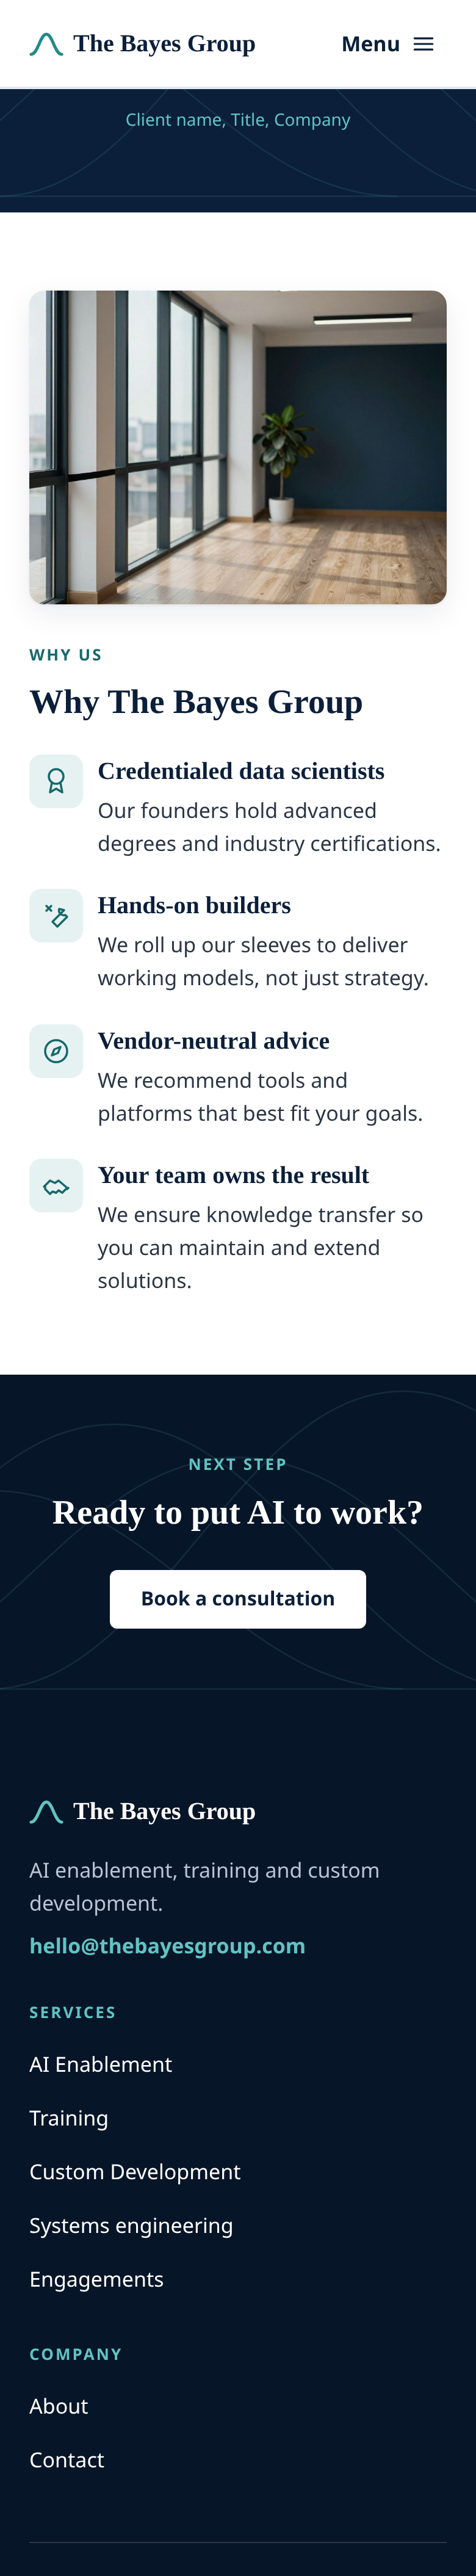 The Bayes Group
Menu
Client name, Title, Company
WHY US
Why The Bayes Group
Credentialed data scientists
Our founders hold advanced
degrees and industry certifications.
Hands-on builders
We roll up our sleeves to deliver
working models, not just strategy.
Vendor-neutral advice
We recommend tools and
platforms that best fit your goals.
Your team owns the result
We ensure knowledge transfer so
you can maintain and extend
solutions.
NEXT STEP
Ready to put AI to work?
Book a consultation
The Bayes Group
AI enablement, training and custom
development.
hello@thebayesgroup.com
SERVICES
AI Enablement
Training
Custom Development
Systems engineering
Engagements
COMPANY
About
Contact